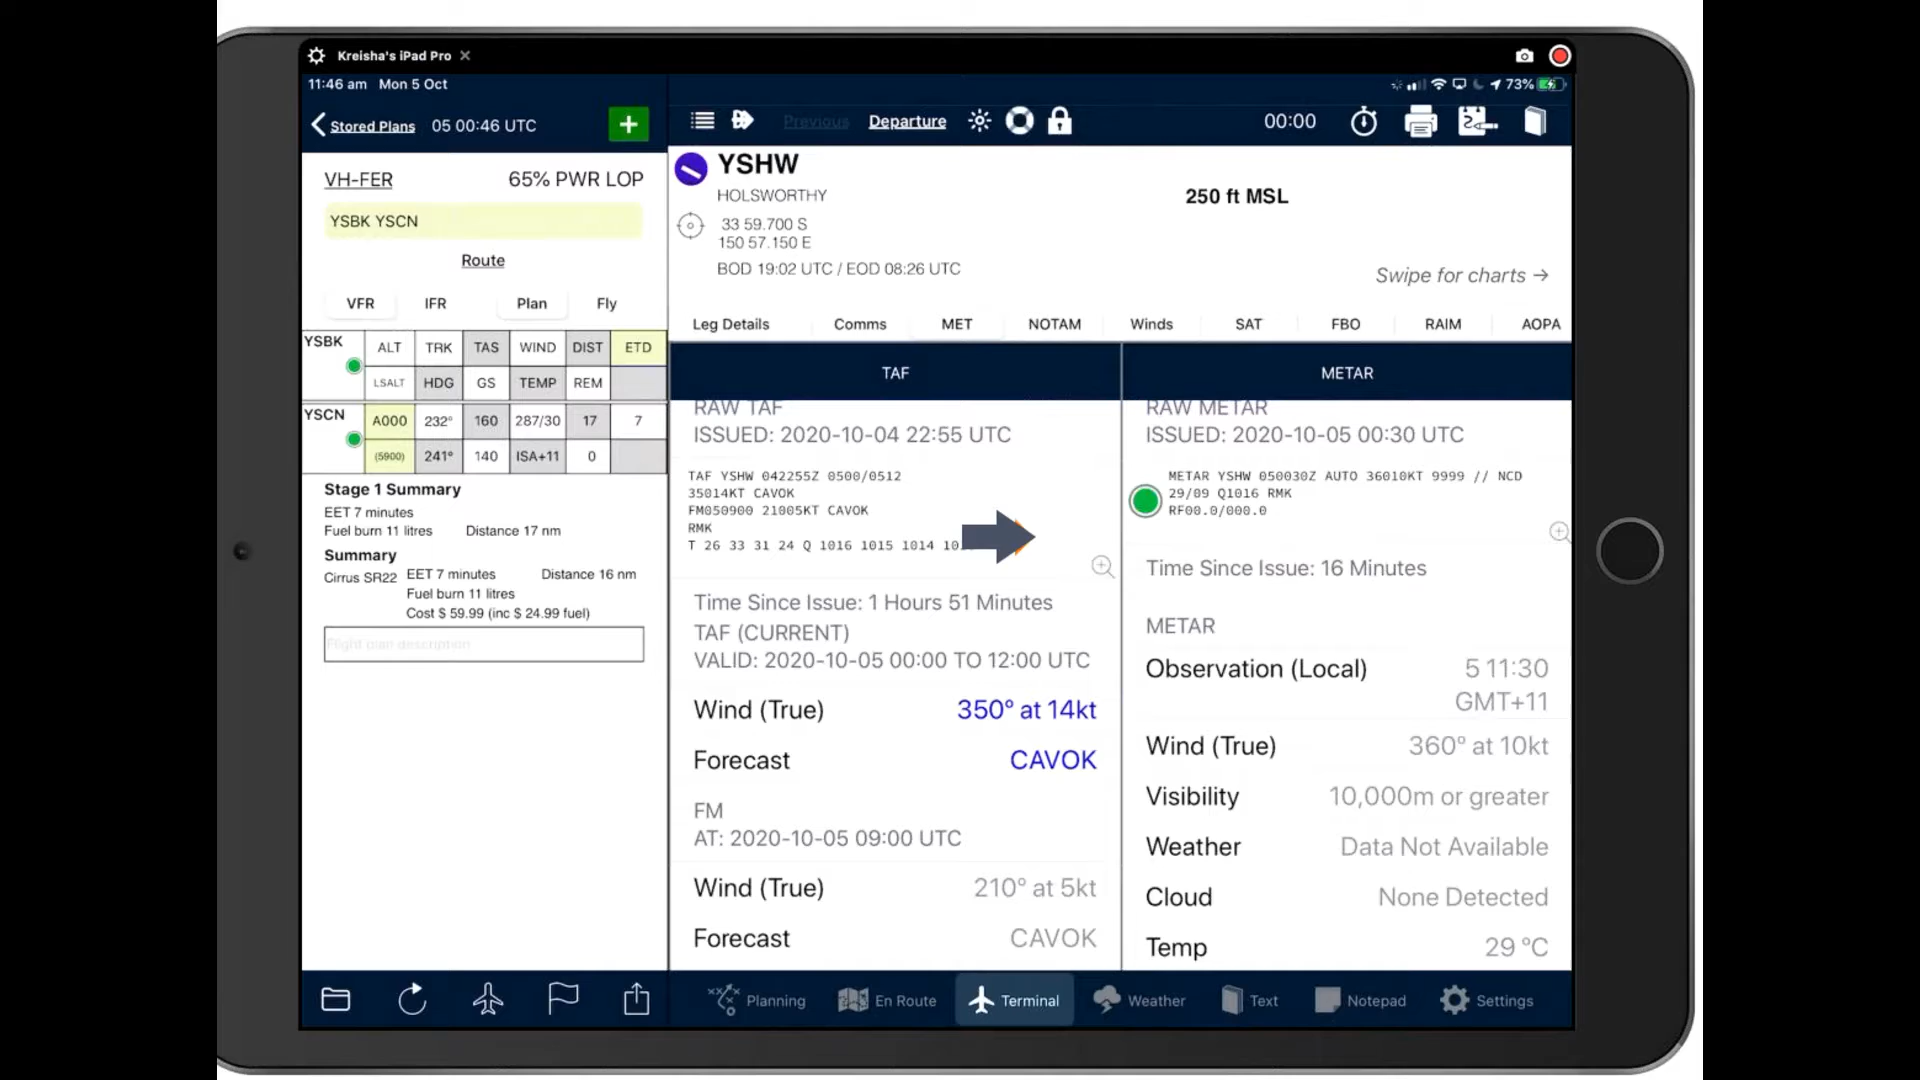 Kreisha's iPad Pro
11:46 am Mon 5 Oct
73%
Stored Plans 05 00:46 UTC
Previous Departure 00:00
VH-FER 65% PWR LOP
YSBK YSCN
Route
VFR IFR Plan Fly
YSBK ALT TRK TAS WIND DIST ETD
LSALT HDG GS TEMP REM
YSCN A000 232° 160 287/30 17 7
(5900) 241° 140 ISA+11 0
Stage 1 Summary
EET 7 minutes
Fuel burn 11 litres Distance 17 nm
Summary
Cirrus SR22 EET 7 minutes Distance 16 nm
Fuel burn 11 litres
Cost $ 59.99 (inc $ 24.99 fuel)
Flight plan description
YSHW
HOLSWORTHY
250 ft MSL
33 59.700 S
150 57.150 E
BOD 19:02 UTC / EOD 08:26 UTC
Swipe for charts →
Leg Details Comms MET NOTAM Winds SAT FBO RAIM AOPA
TAF
RAW TAF
ISSUED: 2020-10-04 22:55 UTC
TAF YSHW 042255Z 0500/0512
35014KT CAVOK
FM050900 21005KT CAVOK
RMK
T 26 33 31 24 Q 1016 1015 1014
Time Since Issue: 1 Hours 51 Minutes
TAF (CURRENT)
VALID: 2020-10-05 00:00 TO 12:00 UTC
Wind (True) 350° at 14kt
Forecast CAVOK
FM
AT: 2020-10-05 09:00 UTC
Wind (True) 210° at 5kt
Forecast CAVOK
METAR
RAW METAR
ISSUED: 2020-10-05 00:30 UTC
METAR YSHW 050030Z AUTO 36010KT 9999 // NCD
29/09 Q1016 RMK
RF00.0/000.0
Time Since Issue: 16 Minutes
METAR
Observation (Local) 5 11:30
GMT+11
Wind (True) 360° at 10kt
Visibility 10,000m or greater
Weather Data Not Available
Cloud None Detected
Temp 29 °C
Planning En Route Terminal Weather Text Notepad Settings